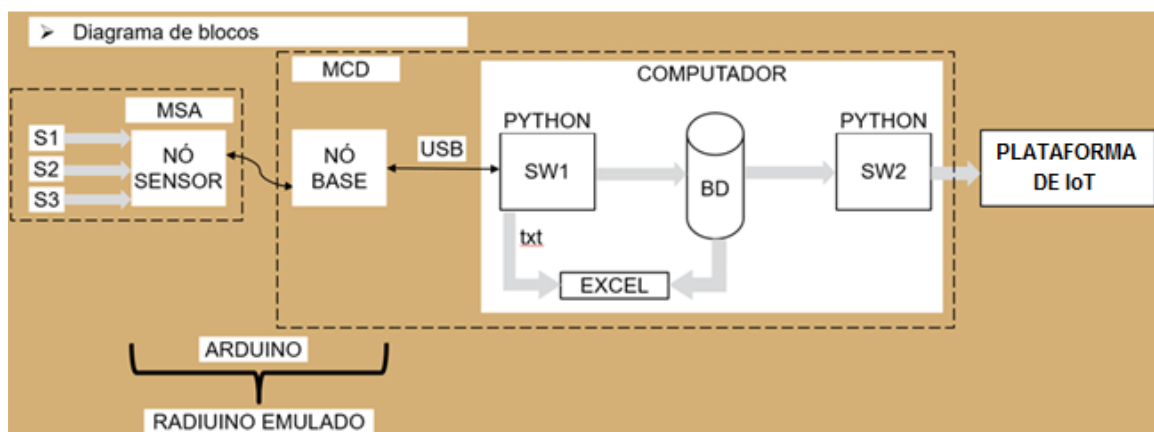 ➢ Diagrama de blocos
MCD
COMPUTADOR
MSA
S1
S2
S3
NÓ
SENSOR
NÓ
BASE
USB
PYTHON
SW1
BD
PYTHON
SW2
PLATAFORMA
DE IoT
txt
EXCEL
ARDUINO
RADIUINO EMULADO